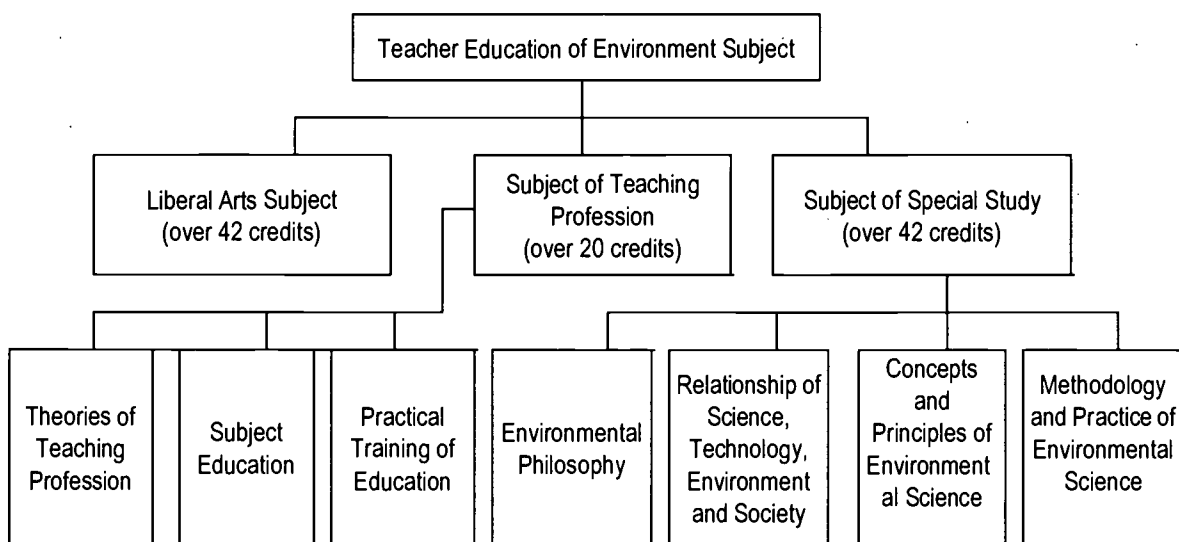 Teacher Education of Environment Subject
Liberal Arts Subject
(over 42 credits)
Subject of Teaching
Profession
(over 20 credits)
Subject of Special Study
(over 42 credits)
Theories of
Teaching
Profession
Subject
Education
Practical
Training of
Education
Environmental
Philosophy
Relationship of
Science,
Technology,
Environment
and Society
Concepts
and
Principles of
Environment
al Science
Methodology
and Practice of
Environmental
Science